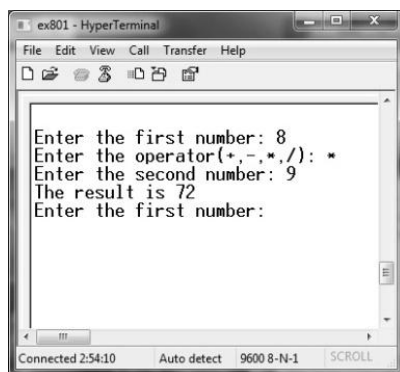 ex801 - HyperTerminal
File Edit View Call Transfer Help
Enter the first number: 8
Enter the operator(+,-,*,/): *
Enter the second number: 9
The result is 72
Enter the first number:
Connected 2:54:10 Auto detect 9600 8-N-1 SCROLL